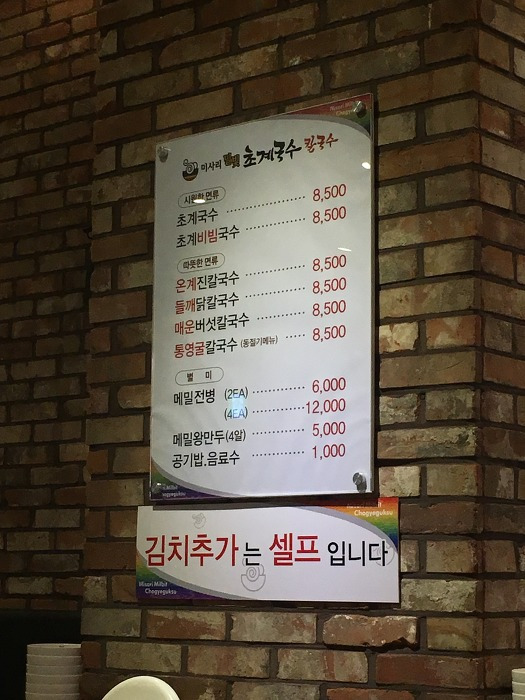 Misari Milbit
미사리 밀빛 초계국수 칼국수
시원한 면류
초계국수 8,500
초계비빔국수 8,500
따뜻한 면류
온계진칼국수 8,500
들깨닭칼국수 8,500
매운버섯칼국수 8,500
통영굴칼국수 (동절기메뉴) 8,500
별 미
메밀전병 (2EA) 6,000
(4EA) 12,000
메밀왕만두(4알) 5,000
공기밥.음료수 1,000
Chogyeguksu
김치추가는 셀프 입니다
Misari Milbit
Chogyeguksu